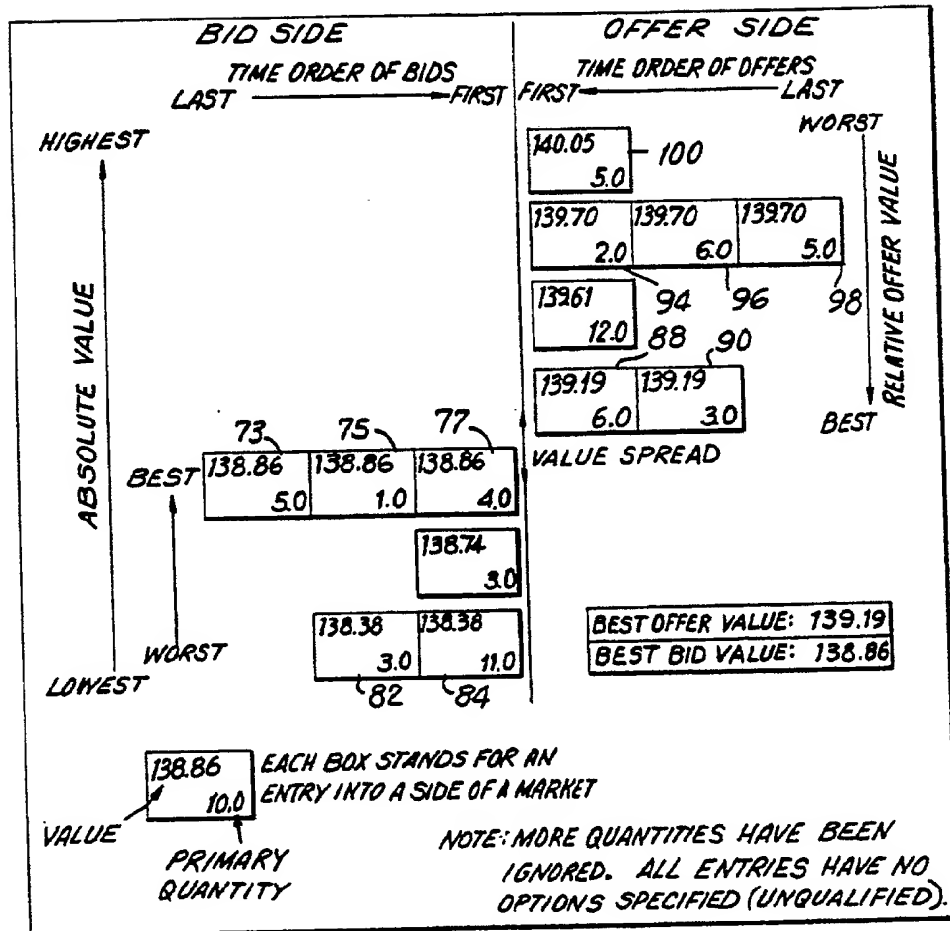 BID SIDE
OFFER SIDE
TIME ORDER OF BIDS
LAST FIRST
TIME ORDER OF OFFERS
FIRST LAST
HIGHEST
ABSOLUTE VALUE
LOWEST
WORST
RELATIVE OFFER VALUE
BEST
140.05
5.0
100
139.70 139.70 139.70
2.0 6.0 5.0
94 96 98
139.61
12.0
88 90
139.19 139.19
6.0 3.0
VALUE SPREAD
73 75 77
BEST
138.86 138.86 138.86
5.0 1.0 4.0
138.74
3.0
WORST
138.38 138.38
3.0 11.0
82 84
BEST OFFER VALUE: 139.19
BEST BID VALUE: 138.86
138.86
10.0
EACH BOX STANDS FOR AN
ENTRY INTO A SIDE OF A MARKET
VALUE
PRIMARY
QUANTITY
NOTE: MORE QUANTITIES HAVE BEEN
IGNORED. ALL ENTRIES HAVE NO
OPTIONS SPECIFIED (UNQUALIFIED).